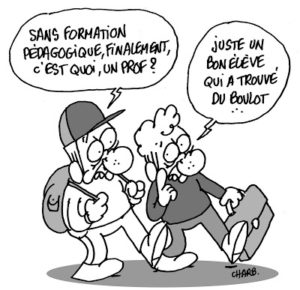 SANS FORMATION
PÉDAGOGIQUE, FINALEMENT,
C'EST QUOI, UN PROF?
JUSTE UN
BON ÉLÈVE
QUI A TROUVÉ
DU BOULOT
CHARB.